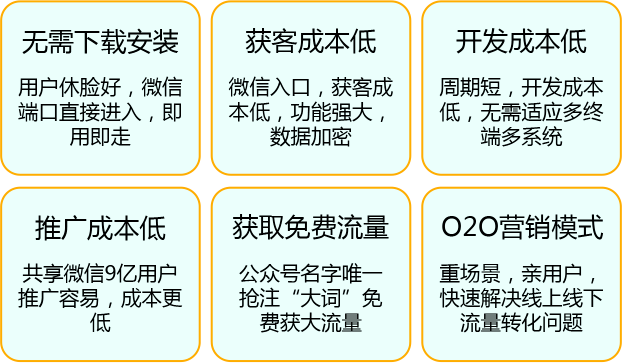 无需下载安装
用户休脸好，微信
端口直接进入，即
用即走
获客成本低
微信入口，获客成
本低，功能强大，
数据加密
开发成本低
周期短，开发成本
低，无需适应多终
端多系统
推广成本低
共享微信9亿用户
推广容易，成本更
低
获取免费流量
公众号名字唯一
抢注“大词”免
费获大流量
O2O营销模式
重场景，亲用户，
快速解决线上线下
流量转化问题